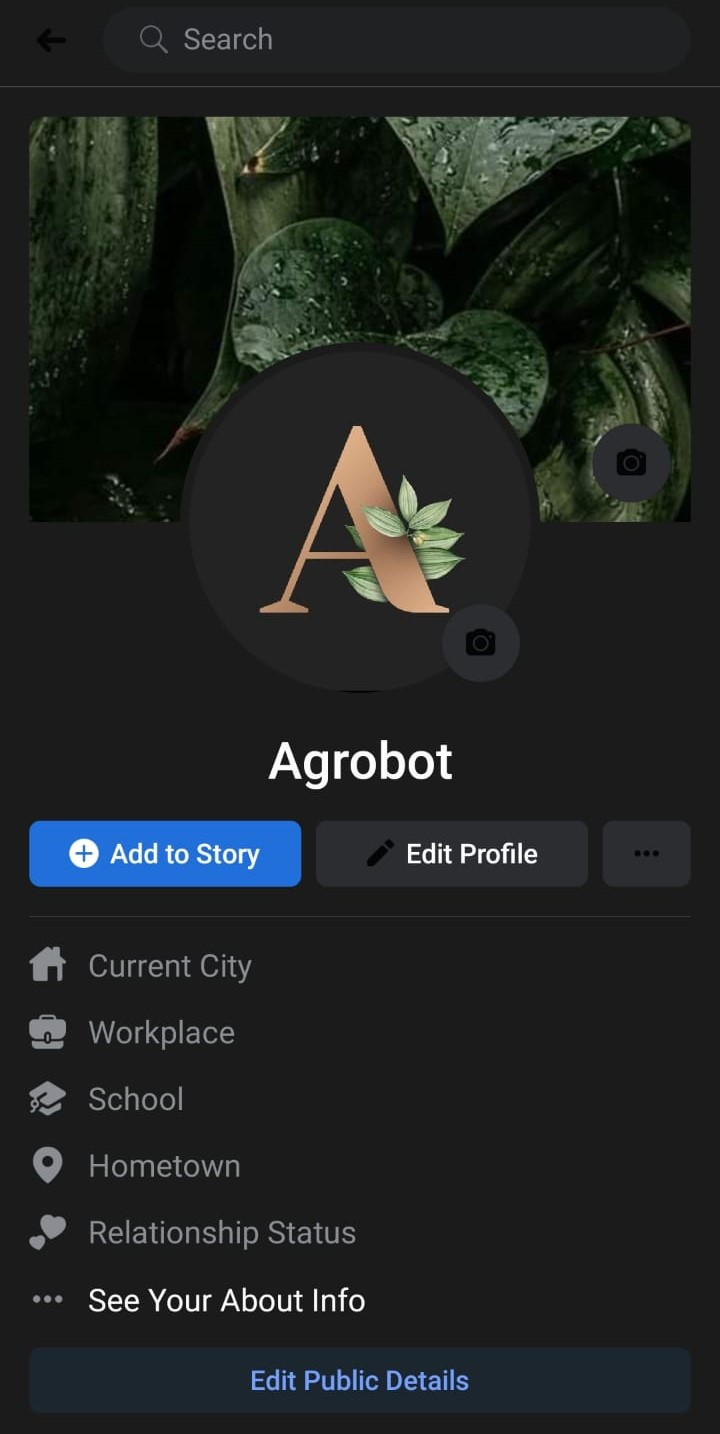 Search
A
Agrobot
Add to Story
Edit Profile
Current City
Workplace
School
Hometown
Relationship Status
See Your About Info
Edit Public Details